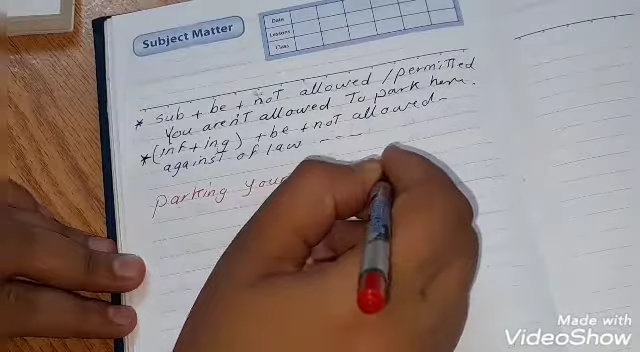 Subject Matter
Date
Lessons
Class
* Sub + be + not allowed / permitted
You aren't allowed To park here.
* (inf + ing) + be + not allowed
against of law - - -
parking you
Made with
VideoShow